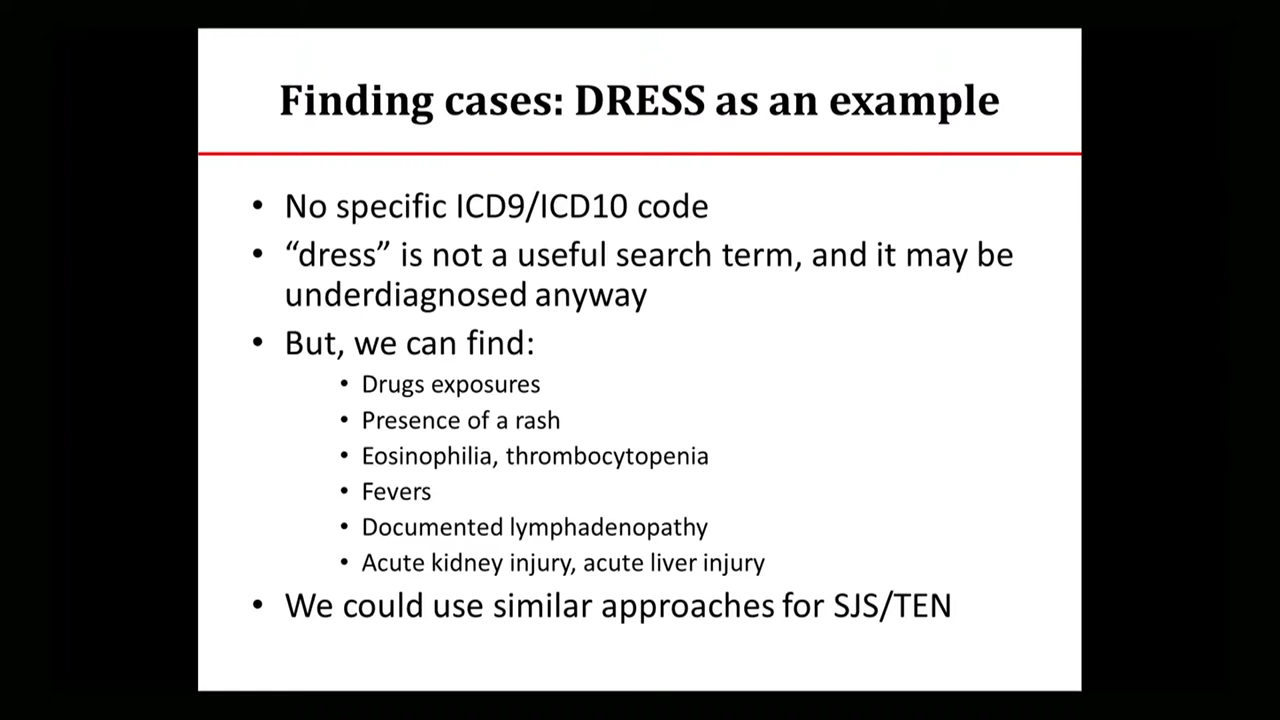 Finding cases: DRESS as an example
• No specific ICD9/ICD10 code
• “dress” is not a useful search term, and it may be
underdiagnosed anyway
• But, we can find:
• Drugs exposures
• Presence of a rash
• Eosinophilia, thrombocytopenia
• Fevers
• Documented lymphadenopathy
• Acute kidney injury, acute liver injury
• We could use similar approaches for SJS/TEN